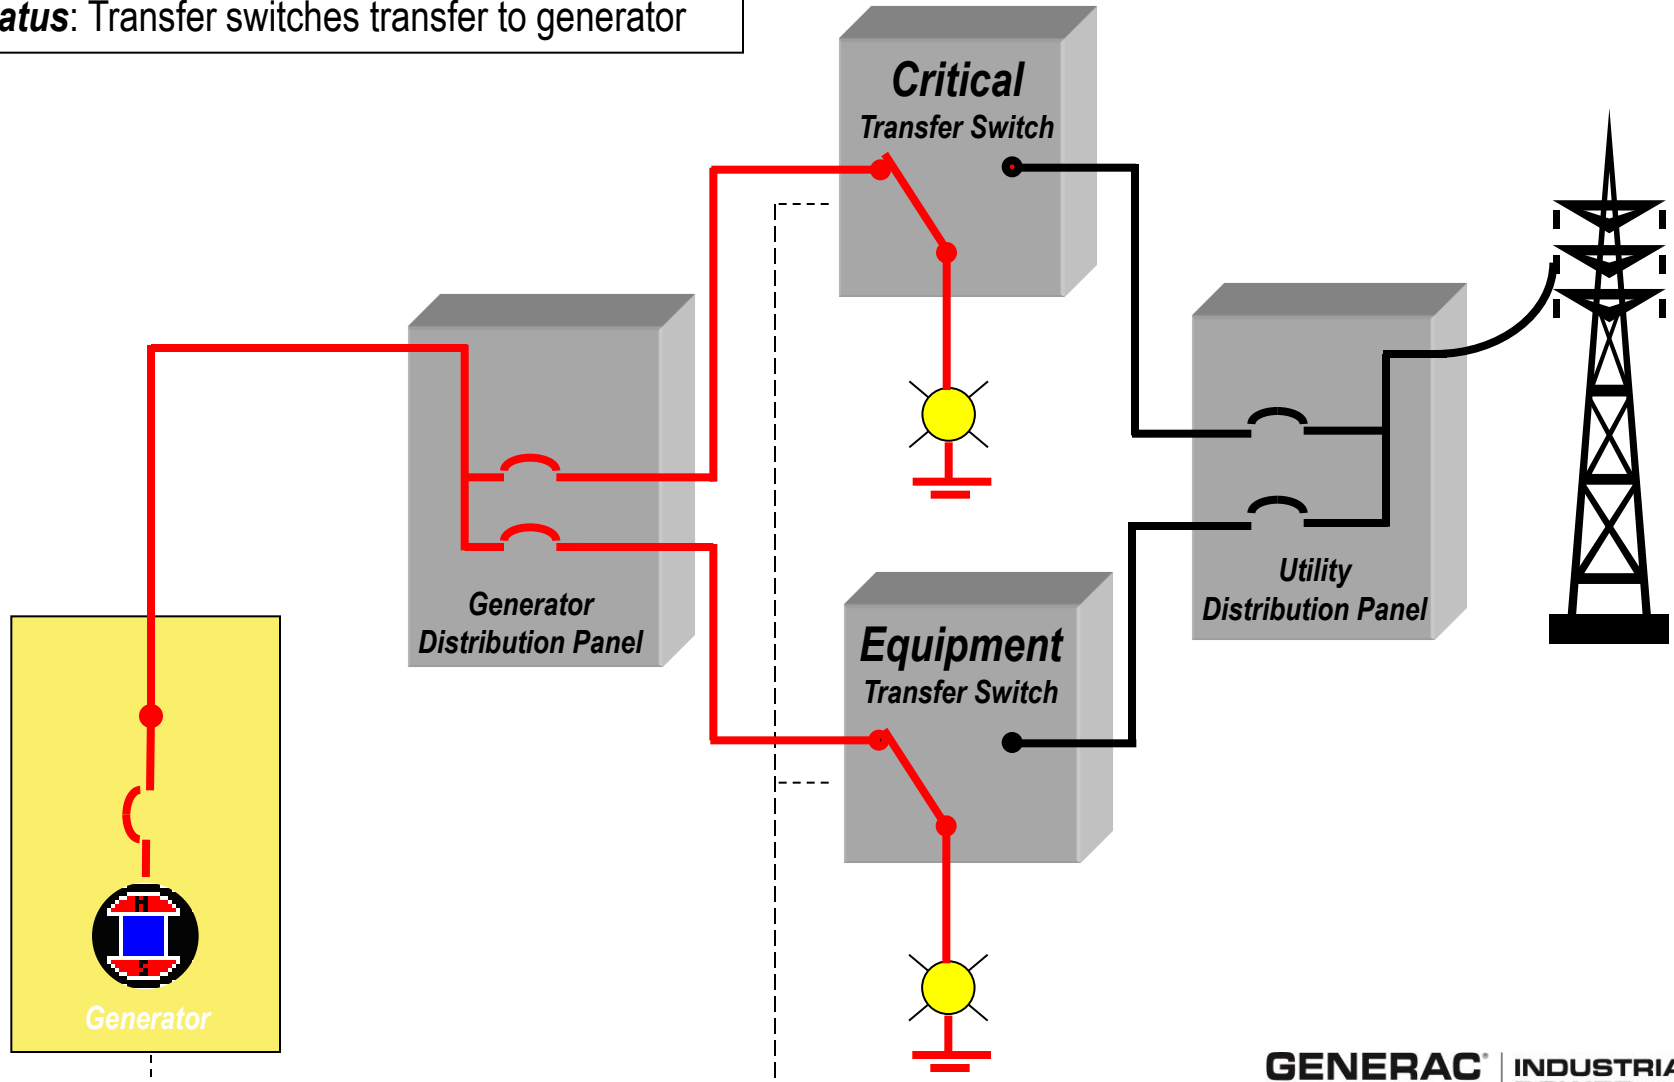 atus: Transfer switches transfer to generator
Critical
Transfer Switch
Generator
Distribution Panel
Utility
Distribution Panel
Equipment
Transfer Switch
N
S
Generator
GENERAC® | INDUSTRIA